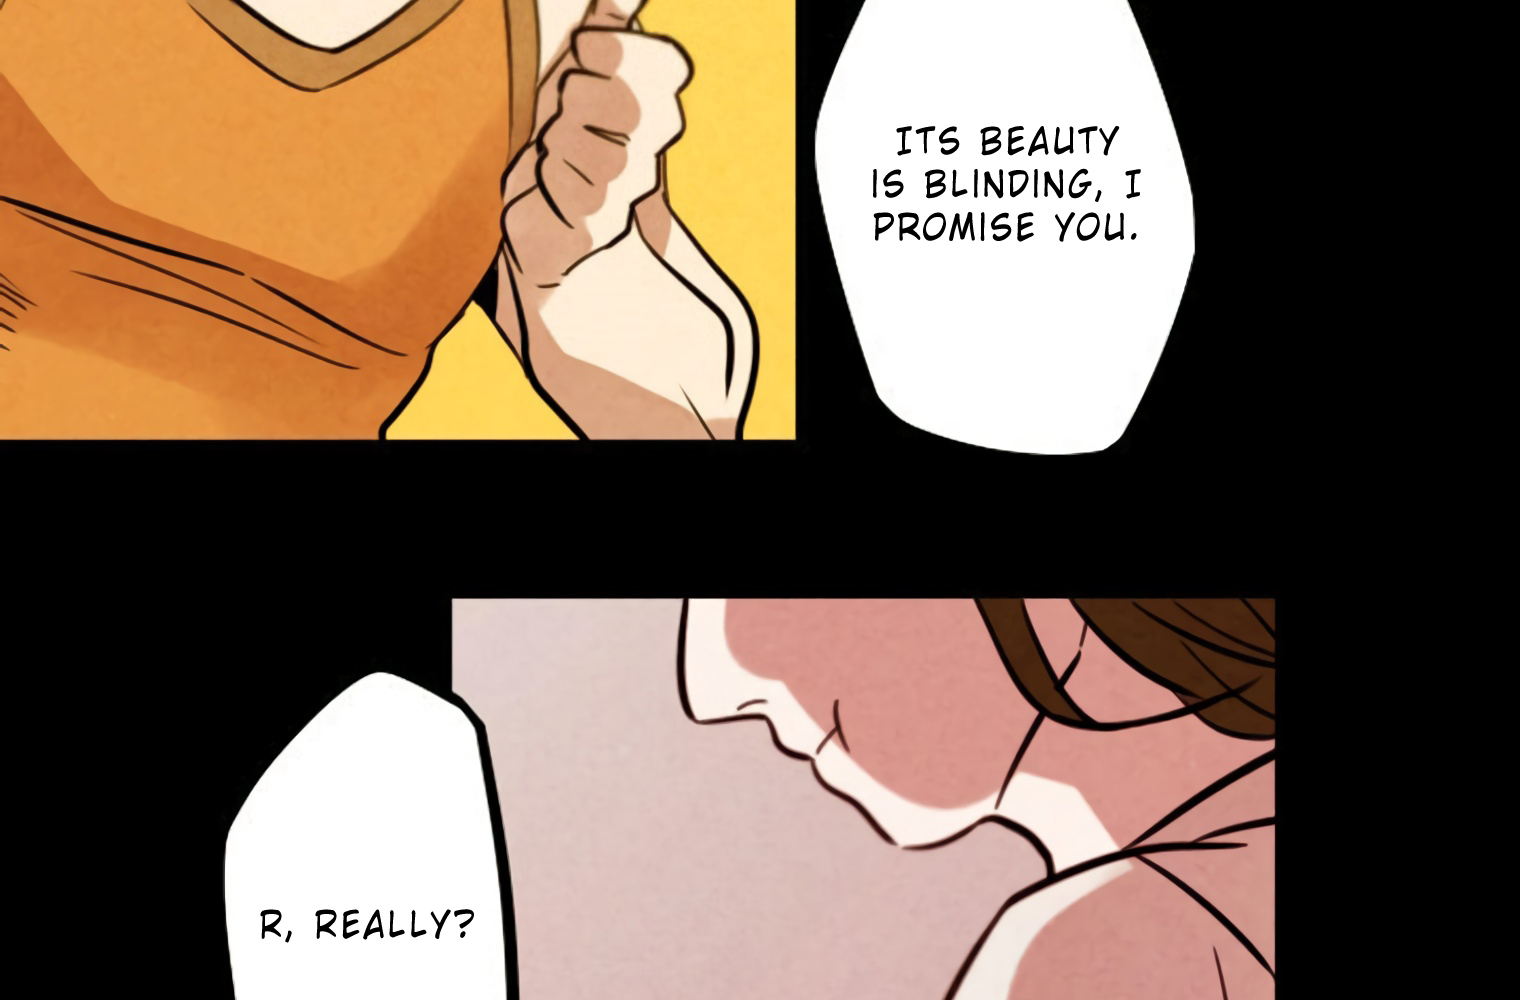 ITS BEAUTY
IS BLINDING, I
PROMISE YOU.
R, REALLY?